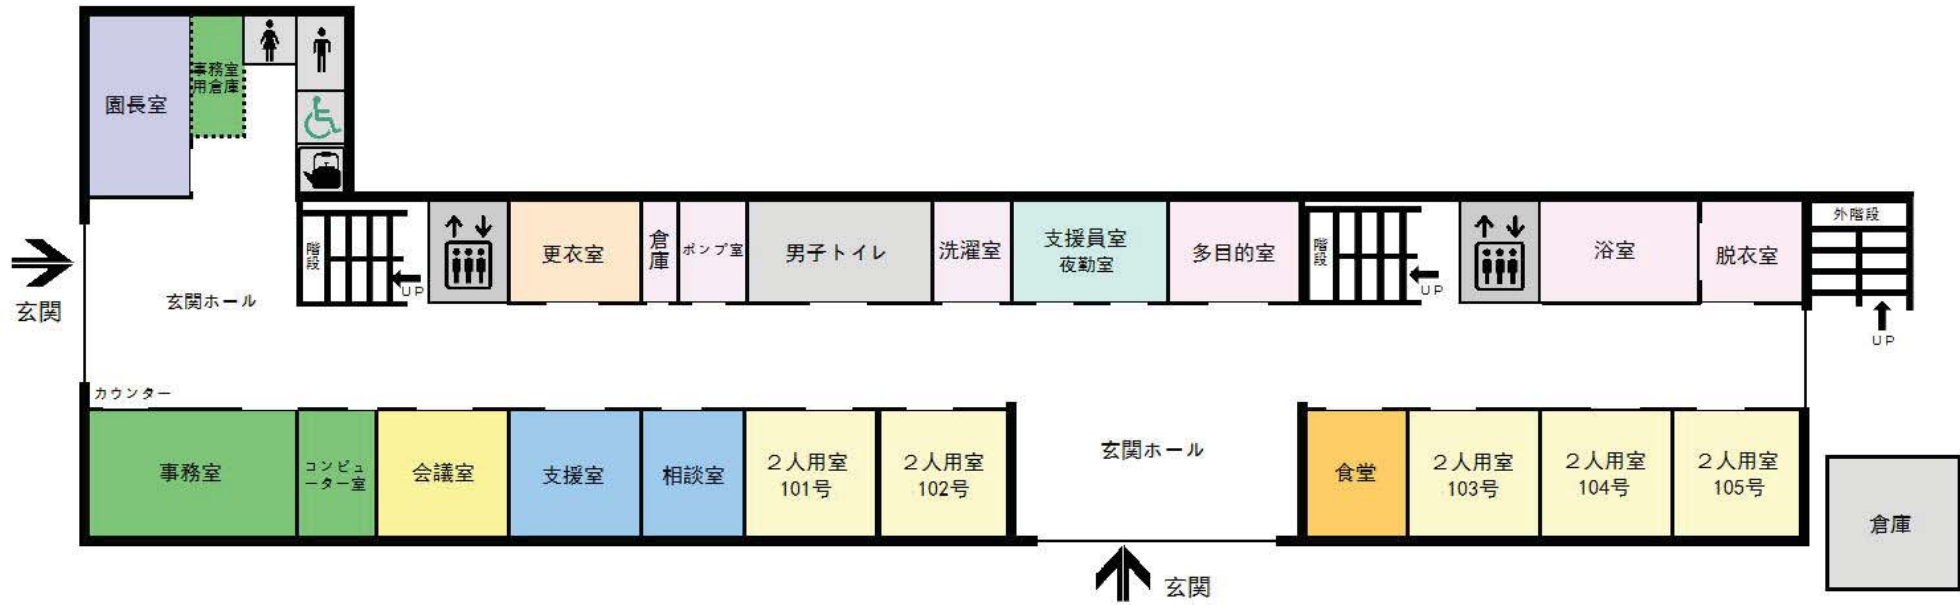 園長室
事務室
用倉庫
玄関
玄関ホール
階段
UP
更衣室
倉庫
ポンプ室
男子トイレ
洗濯室
支援員室
夜勤室
多目的室
階段
UP
浴室
脱衣室
外階段
UP
カウンター
事務室
コンピュ
ーター室
会議室
支援室
相談室
２人用室
101号
２人用室
102号
玄関ホール
食堂
２人用室
103号
２人用室
104号
２人用室
105号
倉庫
玄関